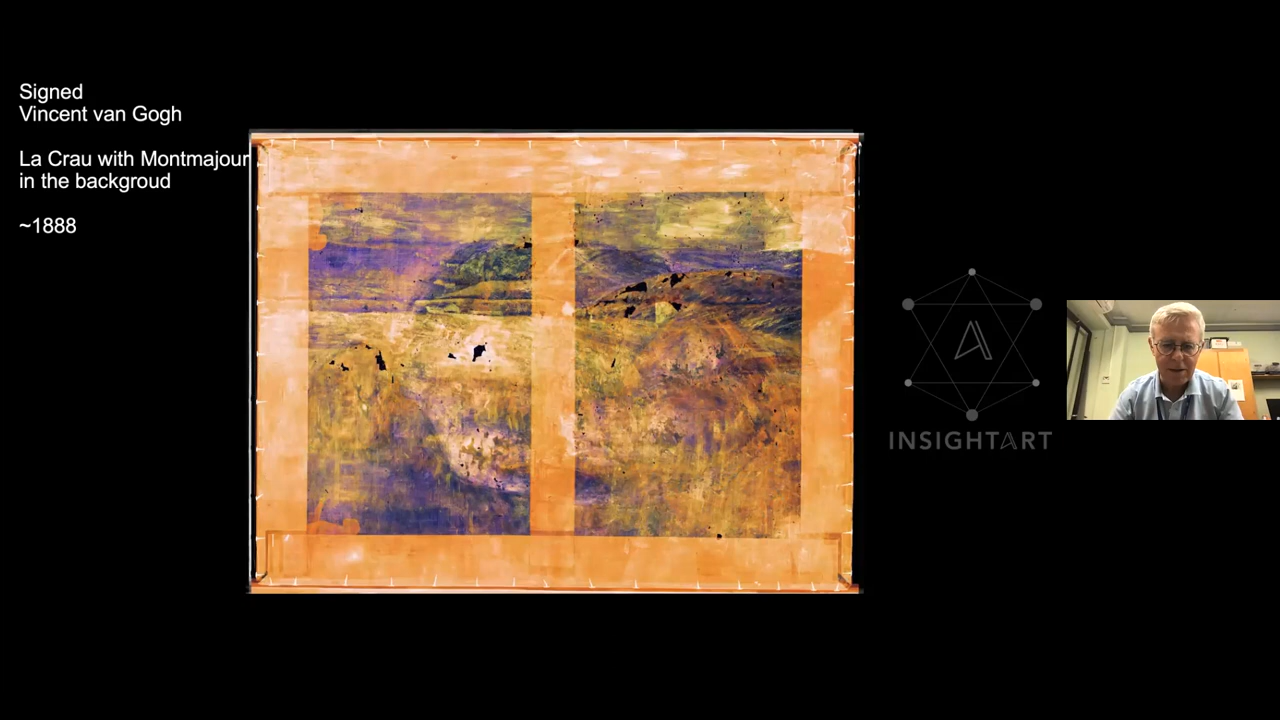 Signed
Vincent van Gogh
La Crau with Montmajour
in the backgroud
~1888
INSIGHTART